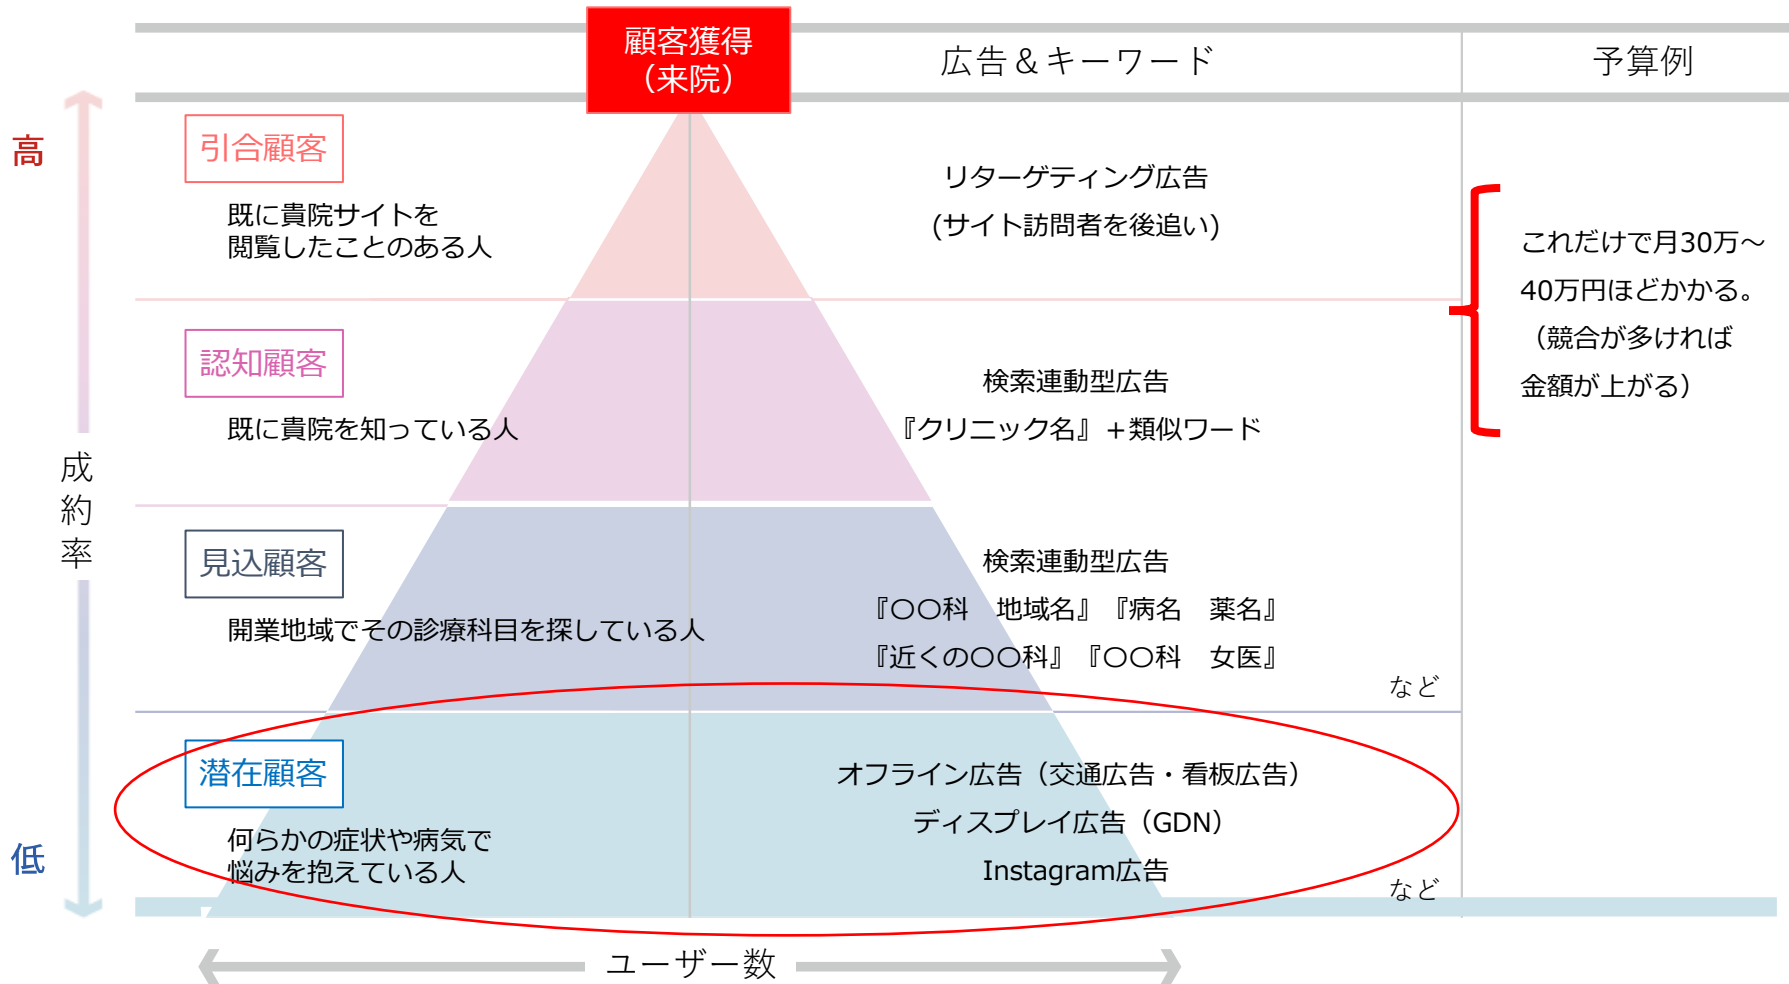 顧客獲得
（来院）
広告＆キーワード
予算例
高
引合顧客
既に貴院サイトを
閲覧したことのある人
リターゲティング広告
(サイト訪問者を後追い)
これだけで月30万～
40万円ほどかかる。
（競合が多ければ
金額が上がる）
認知顧客
既に貴院を知っている人
検索連動型広告
『クリニック名』＋類似ワード
成約率
見込顧客
開業地域でその診療科目を探している人
検索連動型広告
『〇〇科　地域名』『病名　薬名』
『近くの〇〇科』『〇〇科　女医』
など
潜在顧客
何らかの症状や病気で
悩みを抱えている人
オフライン広告（交通広告・看板広告）
ディスプレイ広告（GDN）
Instagram広告
など
低
ユーザー数